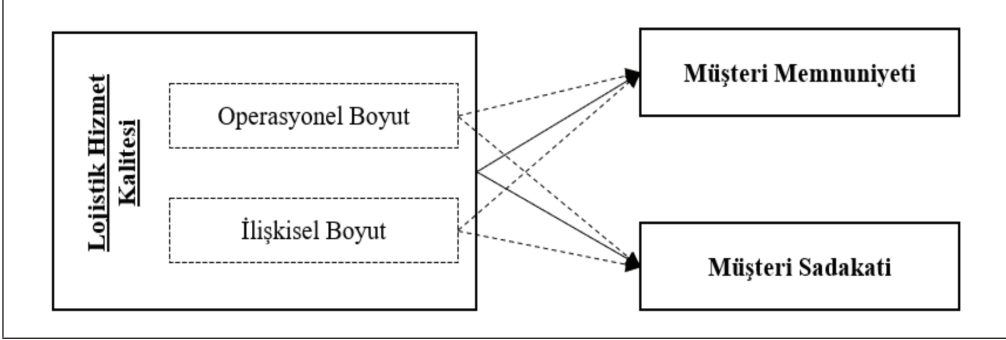 Lojistik Hizmet
Kalitesi
Operasyonel Boyut
İlişkisel Boyut
Müşteri Memnuniyeti
Müşteri Sadakati